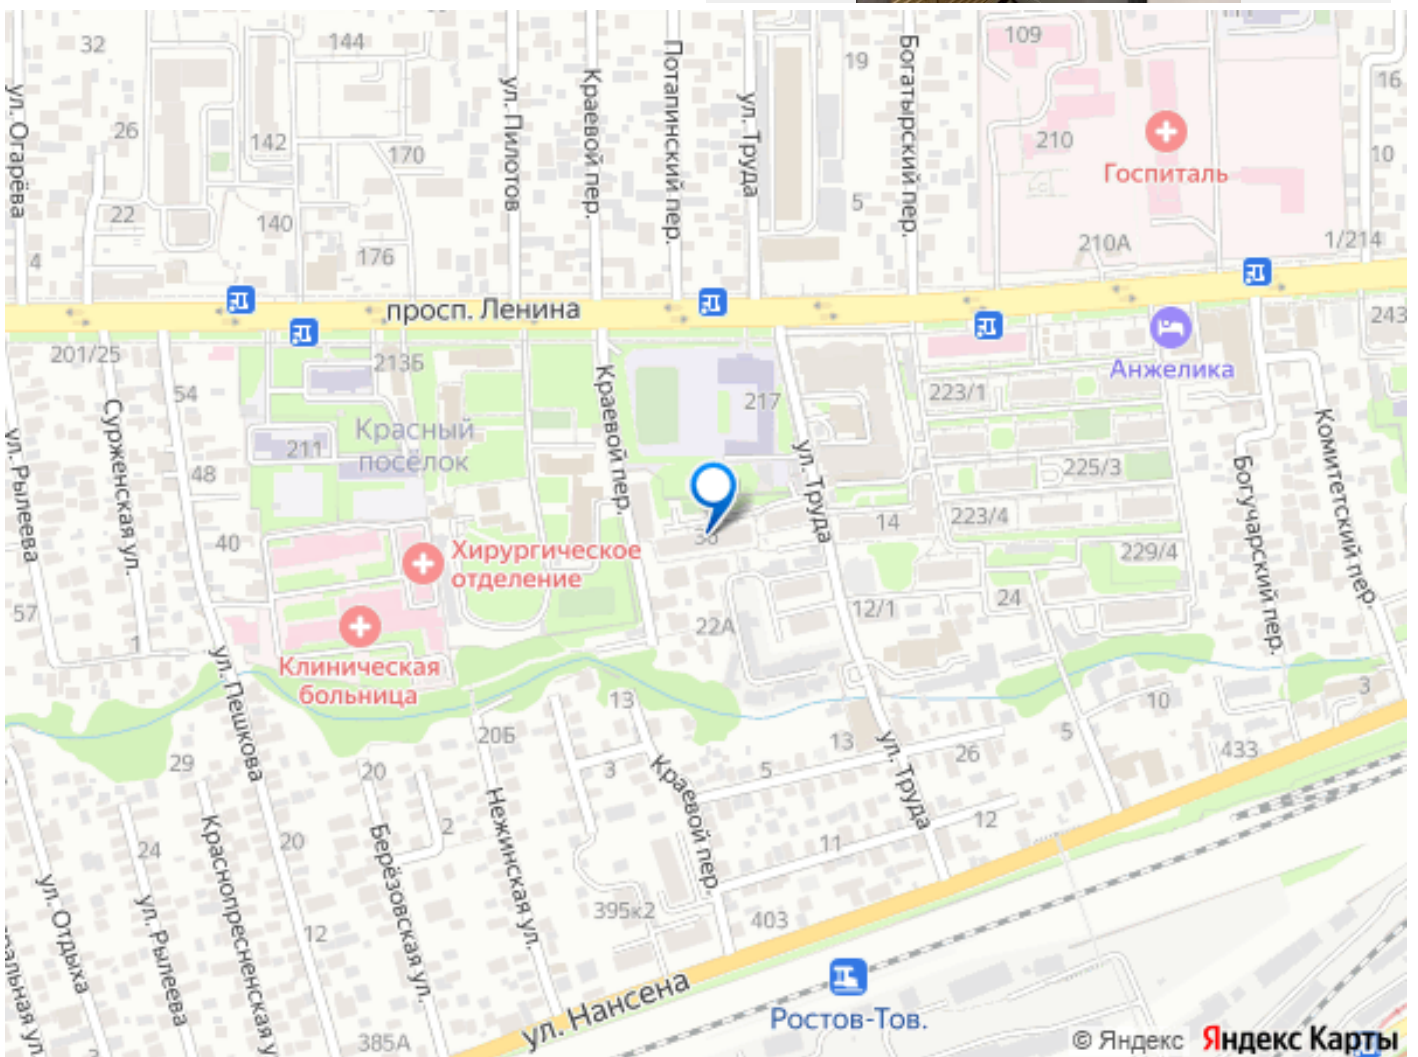 32
144
109
19
16
ул. Огарёва
26
142
170
ул. Пилотов
Краевой пер.
Потапинский пер.
ул. Труда
Богатырский пер.
210
Госпиталь
10
22
140
176
5
210А
1/214
4
просп. Ленина
243
201/25
213Б
54
Анжелика
223/1
217
Сурженская ул.
Краевой пер.
ул. Труда
Комитетский пер.
ул. Рылеева
211
Красный
посёлок
48
225/3
Богучарский пер.
223/4
14
40
Хирургическое
отделение
229/4
57
12/1
24
22А
1
Клиническая
больница
ул. Пешкова
13
10
3
20Б
13
26
5
433
29
20
3
5
Краевой пер.
ул. Труда
2
Нежинская ул.
12
11
24
20
Краснопресненская у
Берёзовская ул.
ул. Отдыха
ул. Рылеева
395к2
403
12
альная ул.
385А
ул. Нансена
Ростов-Тов.
© Яндекс Яндекс Карты